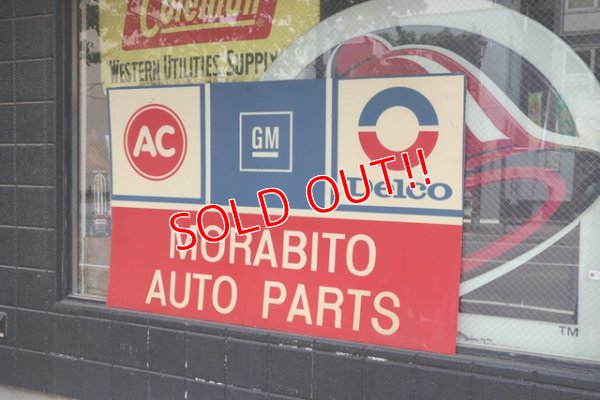 Coleman
WESTERN UTILITIES SUPPLY
AC
GM
Delco
SOLD OUT!!
MORABITO
AUTO PARTS
TM